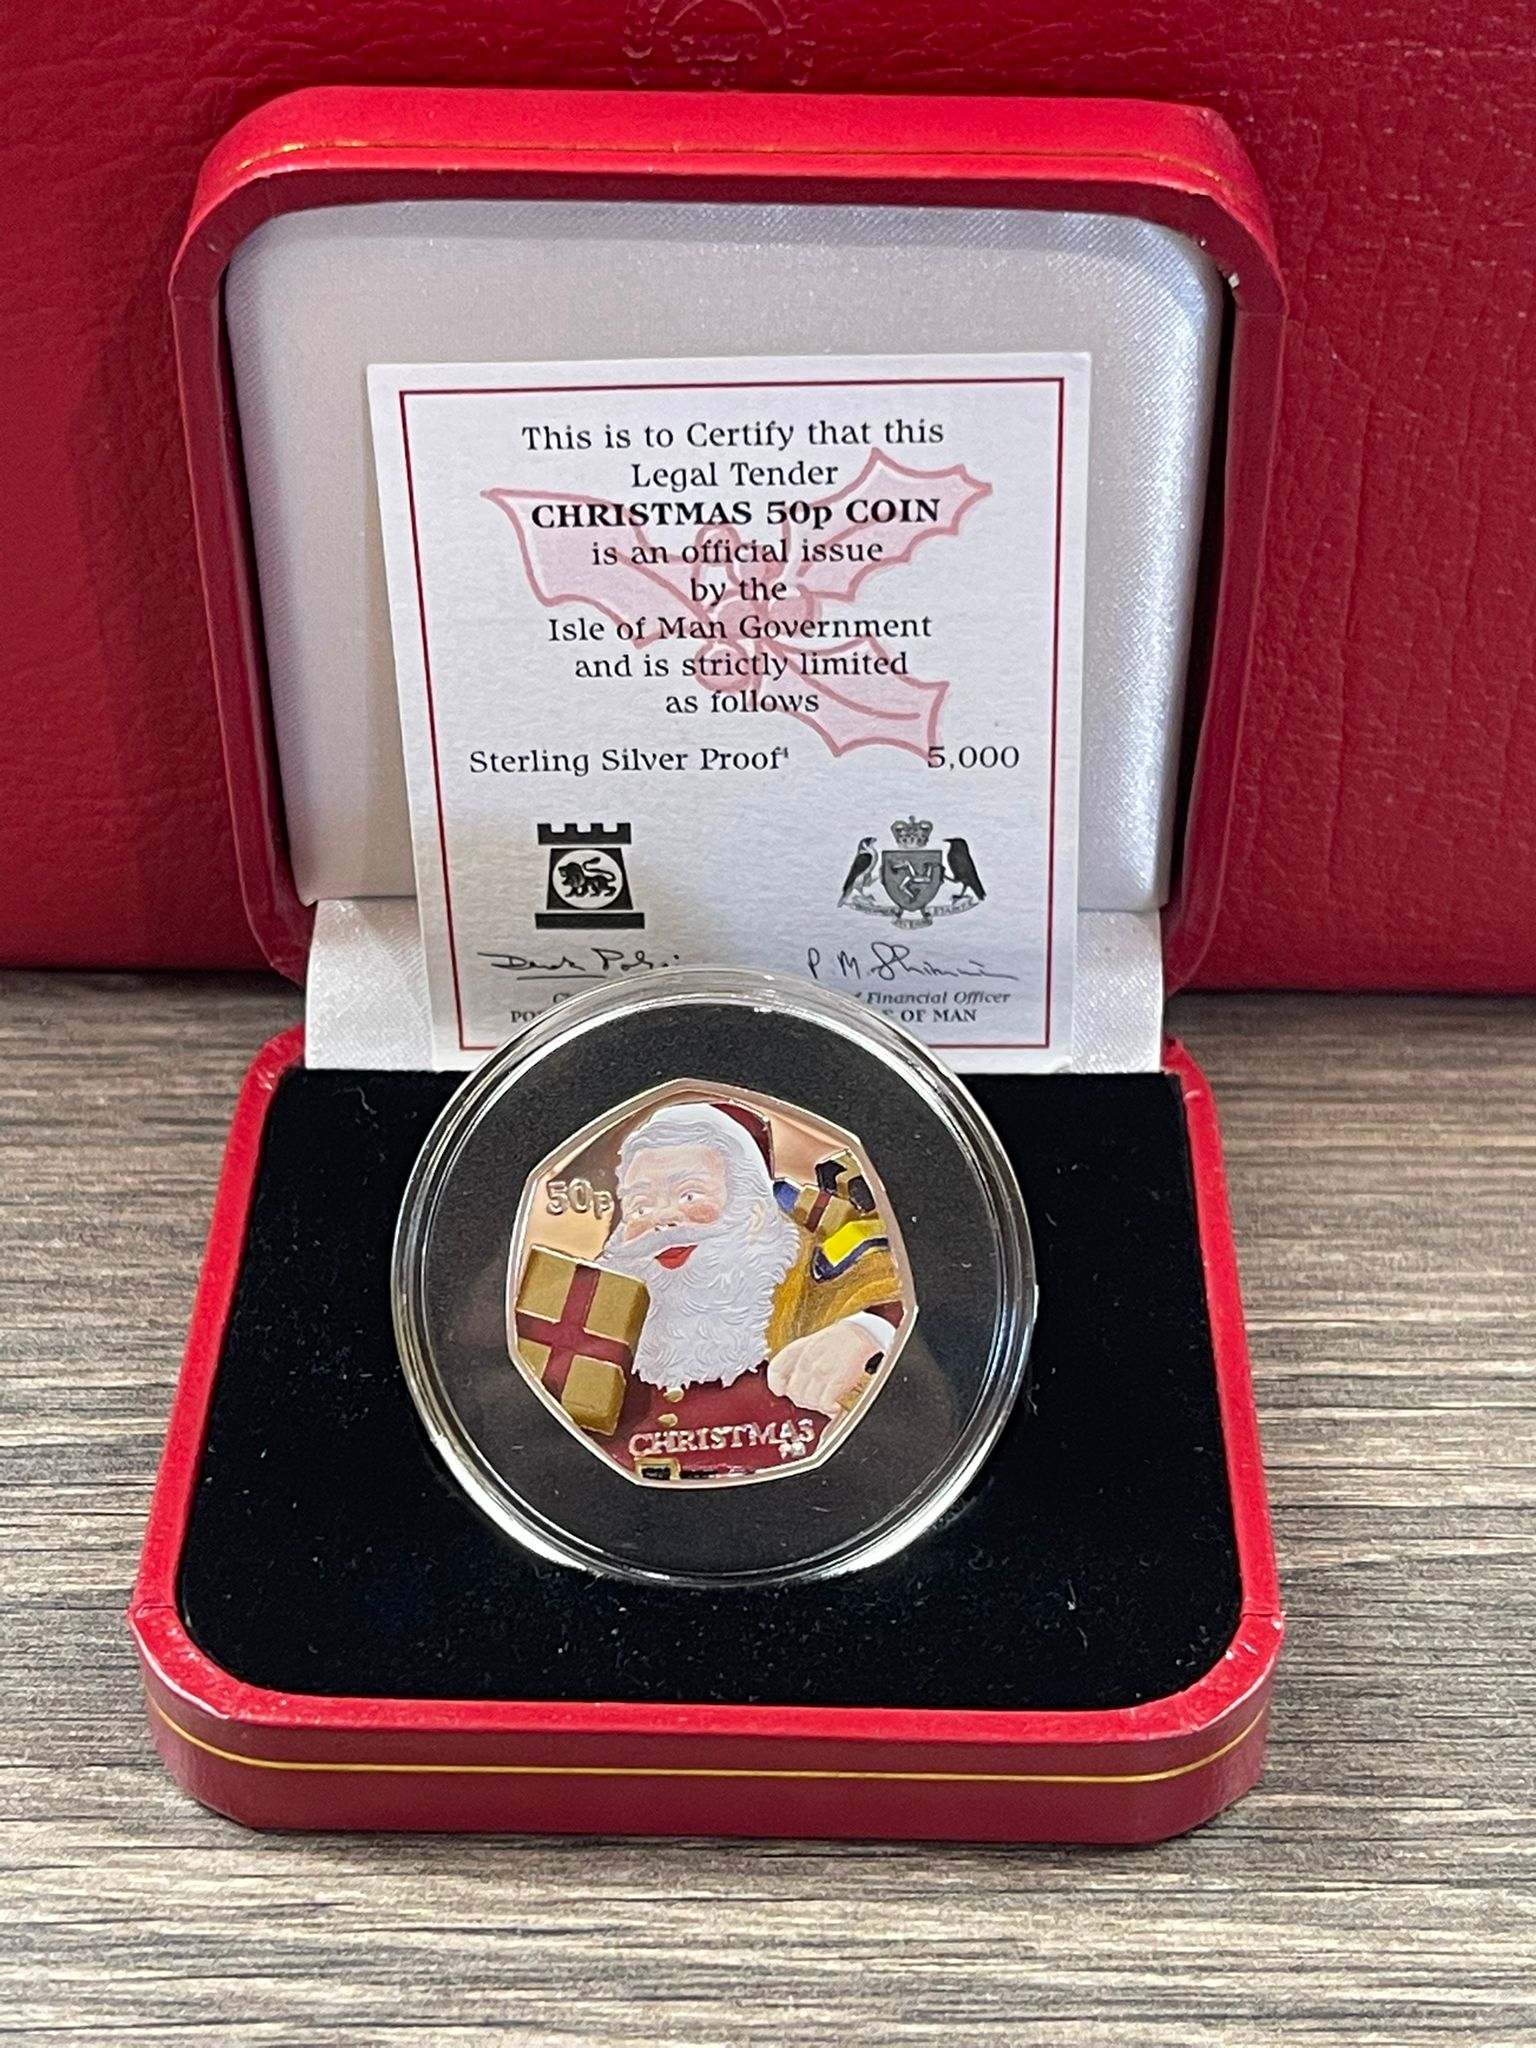 This is to Certify that this
Legal Tender
CHRISTMAS 50p COIN
is an official issue
by the
Isle of Man Government
and is strictly limited
as follows
Sterling Silver Proof 5,000
P M
Financial Officer
OF MAN
50p
CHRISTMAS
PM